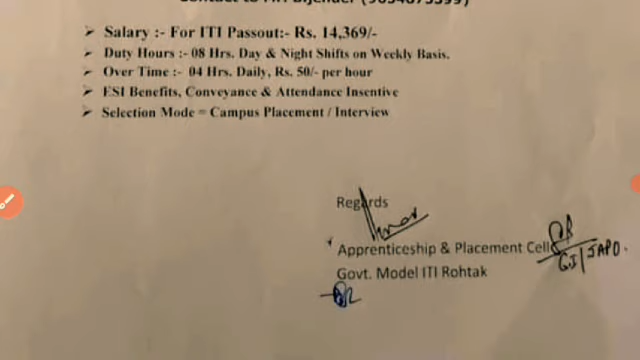 ➢ Salary :- For ITI Passout:- Rs. 14,369/-
➢ Duty Hours :- 08 Hrs. Day & Night Shifts on Weekly Basis.
➢ Over Time :- 04 Hrs. Daily, Rs. 50/- per hour
➢ ESI Benefits, Conveyance & Attendance Insentive
➢ Selection Mode = Campus Placement / Interview
Regards
Apprenticeship & Placement Cell
GI/JAPO.
Govt. Model ITI Rohtak